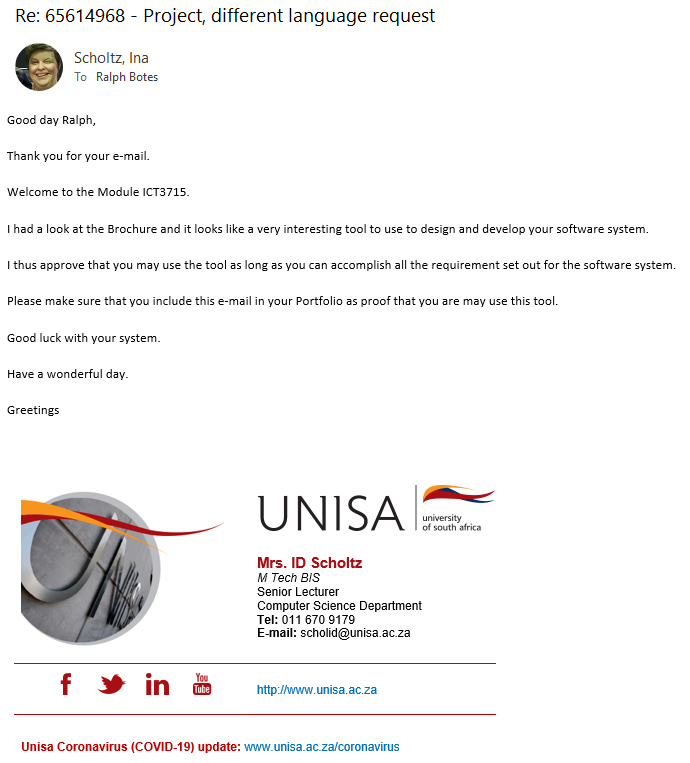 Re: 65614968 - Project, different language request
Scholtz, Ina
To Ralph Botes
Good day Ralph,
Thank you for your e-mail.
Welcome to the Module ICT3715.
I had a look at the Brochure and it looks like a very interesting tool to use to design and develop your software system.
I thus approve that you may use the tool as long as you can accomplish all the requirement set out for the software system.
Please make sure that you include this e-mail in your Portfolio as proof that you are may use this tool.
Good luck with your system.
Have a wonderful day.
Greetings
UNISA
university
of south africa
Mrs. ID Scholtz
M Tech BIS
Senior Lecturer
Computer Science Department
Tel: 011 670 9179
E-mail: scholid@unisa.ac.za
f in You Tube
http://www.unisa.ac.za
Unisa Coronavirus (COVID-19) update: www.unisa.ac.za/coronavirus